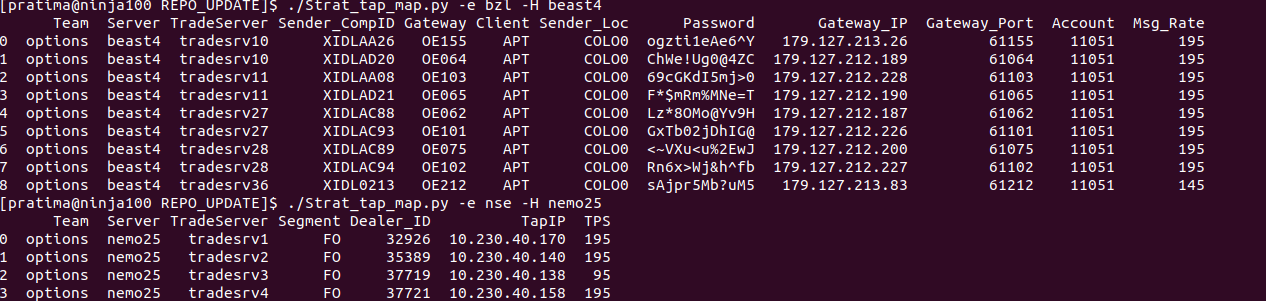 [pratima@ninja100 REPO_UPDATE]$ ./Strat_tap_map.py -e bzl -H beast4
Team Server TradeServer Sender_CompID Gateway Client Sender_Loc Password Gateway_IP Gateway_Port Account Msg_Rate
0 options beast4 tradesrv10 XIDLAA26 OE155 APT COLO0 ogzti1eAe6^Y 179.127.213.26 61155 11051 195
1 options beast4 tradesrv10 XIDLAD20 OE064 APT COLO0 ChWe!Ug0@4ZC 179.127.212.189 61064 11051 195
2 options beast4 tradesrv11 XIDLAA08 OE103 APT COLO0 69cGKdI5mj>0 179.127.212.228 61103 11051 195
3 options beast4 tradesrv11 XIDLAD21 OE065 APT COLO0 F*$mRm%MNe=T 179.127.212.190 61065 11051 195
4 options beast4 tradesrv27 XIDLAC88 OE062 APT COLO0 Lz*8OMo@Yv9H 179.127.212.187 61062 11051 195
5 options beast4 tradesrv27 XIDLAC93 OE101 APT COLO0 GxTb02jDhIG@ 179.127.212.226 61101 11051 195
6 options beast4 tradesrv28 XIDLAC89 OE075 APT COLO0 <~VXu<u%2EwJ 179.127.212.200 61075 11051 195
7 options beast4 tradesrv28 XIDLAC94 OE102 APT COLO0 Rn6x>Wj&h^fb 179.127.212.227 61102 11051 195
8 options beast4 tradesrv36 XIDL0213 OE212 APT COLO0 sAjpr5Mb?uM5 179.127.213.83 61212 11051 145
[pratima@ninja100 REPO_UPDATE]$ ./Strat_tap_map.py -e nse -H nemo25
Team Server TradeServer Segment Dealer_ID TapIP TPS
0 options nemo25 tradesrv1 FO 32926 10.230.40.170 195
1 options nemo25 tradesrv2 FO 35389 10.230.40.140 195
2 options nemo25 tradesrv3 FO 37719 10.230.40.138 95
3 options nemo25 tradesrv4 FO 37721 10.230.40.158 195